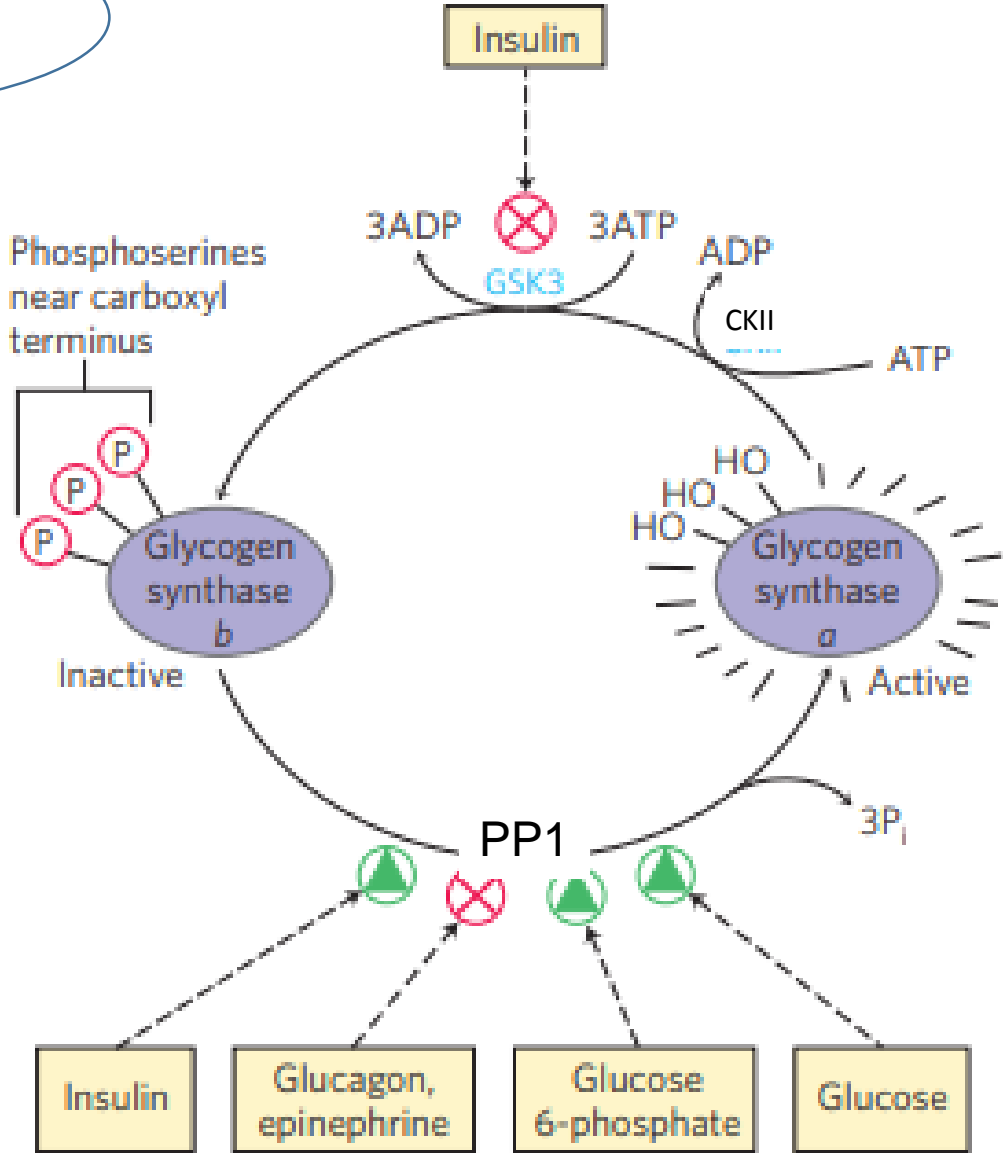 Insulin
3ADP
3ATP
GSK3
ADP
CKII
ATP
Phosphoserines
near carboxyl
terminus
P
P
P
HO
HO
HO
Glycogen
synthase
b
Inactive
Glycogen
synthase
a
Active
3Pi
PP1
Insulin
Glucagon,
epinephrine
Glucose
6-phosphate
Glucose